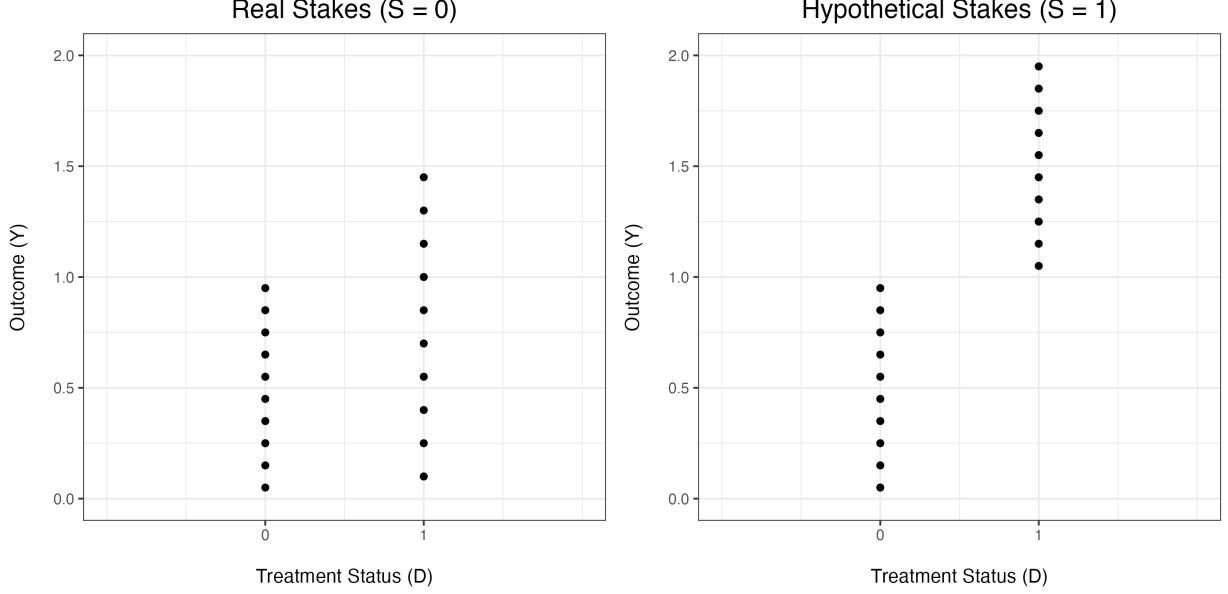 Real Stakes (S = 0)
Outcome (Y)
2.0
1.5
1.0
0.5
0.0
0 1
Treatment Status (D)
Hypothetical Stakes (S = 1)
Outcome (Y)
2.0
1.5
1.0
0.5
0.0
0 1
Treatment Status (D)